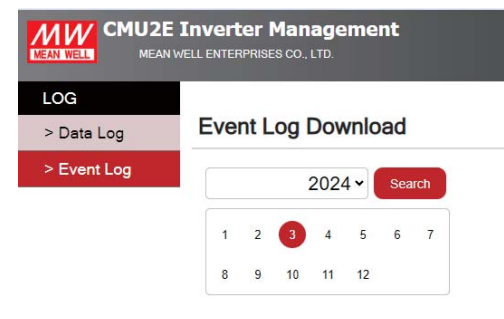 MW CMU2E Inverter Management
MEAN WELL MEAN WELL ENTERPRISES CO., LTD.
LOG
> Data Log
> Event Log
Event Log Download
2024 Search
1 2 3 4 5 6 7
8 9 10 11 12